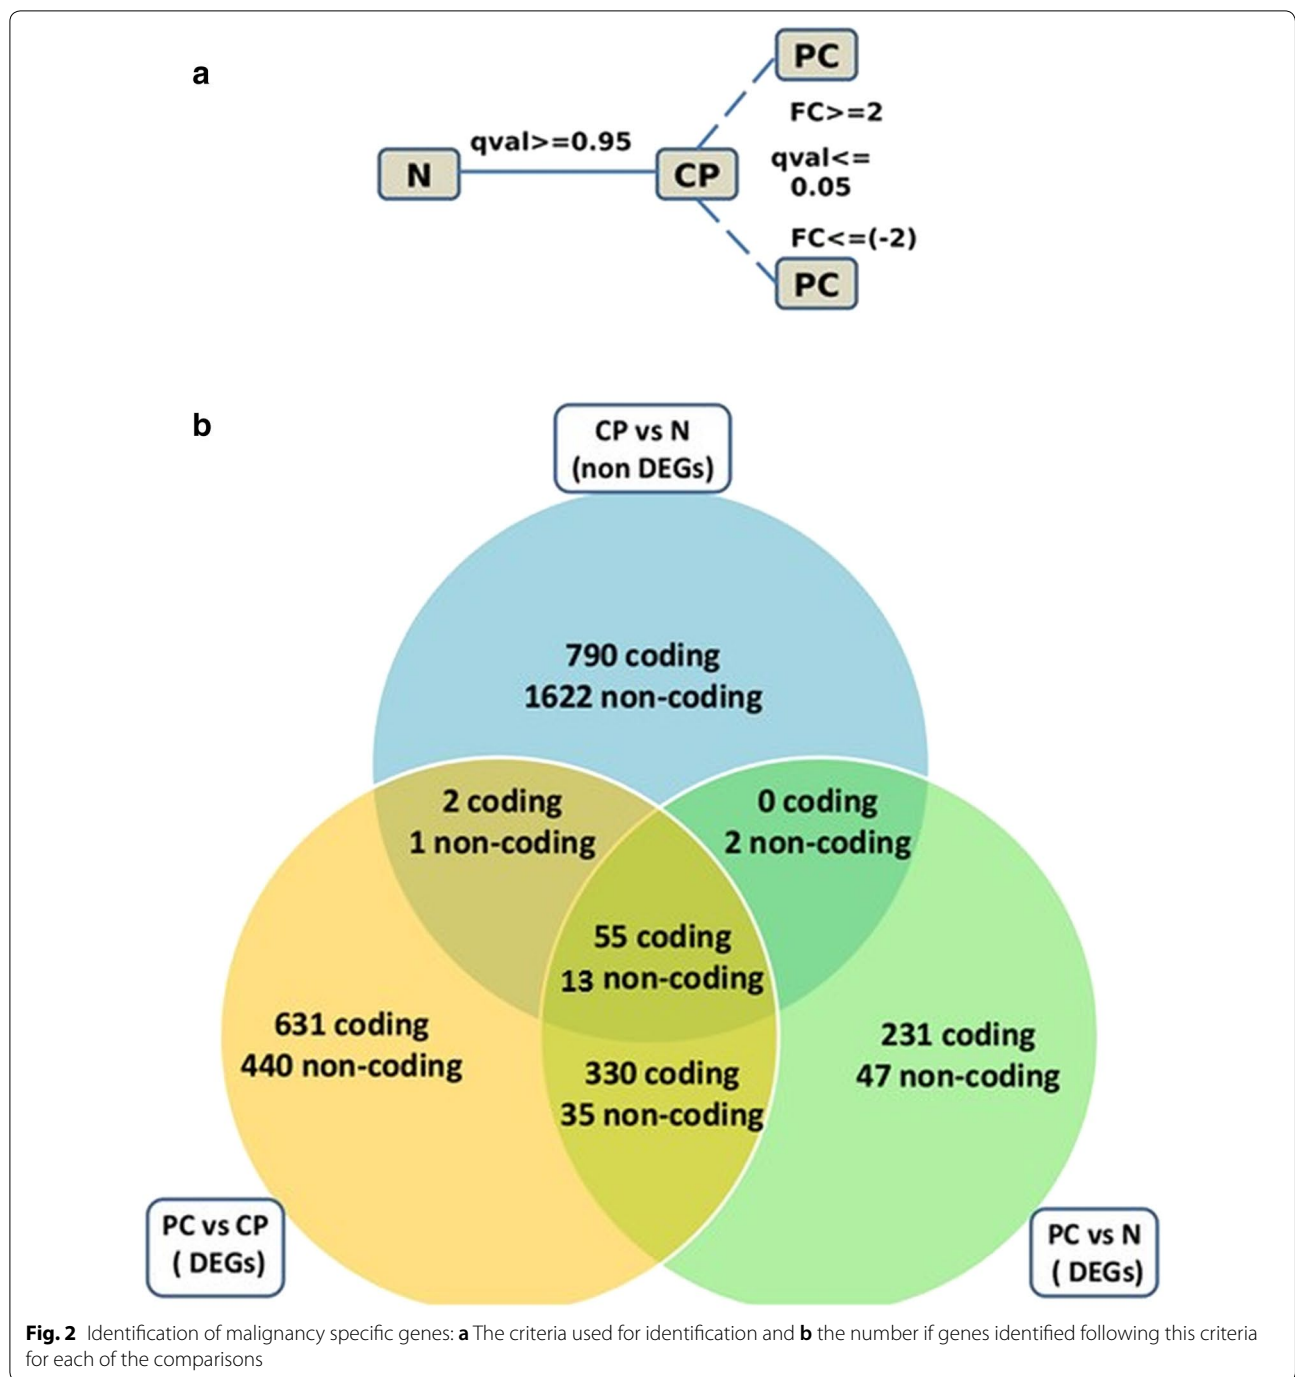 a
PC
FC>=2
qval>=0.95
qval<=
0.05
N
CP
FC<=(-2)
PC
b
CP vs N
(non DEGs)
790 coding
1622 non-coding
2 coding
1 non-coding
0 coding
2 non-coding
55 coding
13 non-coding
631 coding
440 non-coding
231 coding
47 non-coding
330 coding
35 non-coding
PC vs CP
( DEGs)
PC vs N
( DEGs)
Fig. 2 Identification of malignancy specific genes: a The criteria used for identification and b the number if genes identified following this criteria
for each of the comparisons